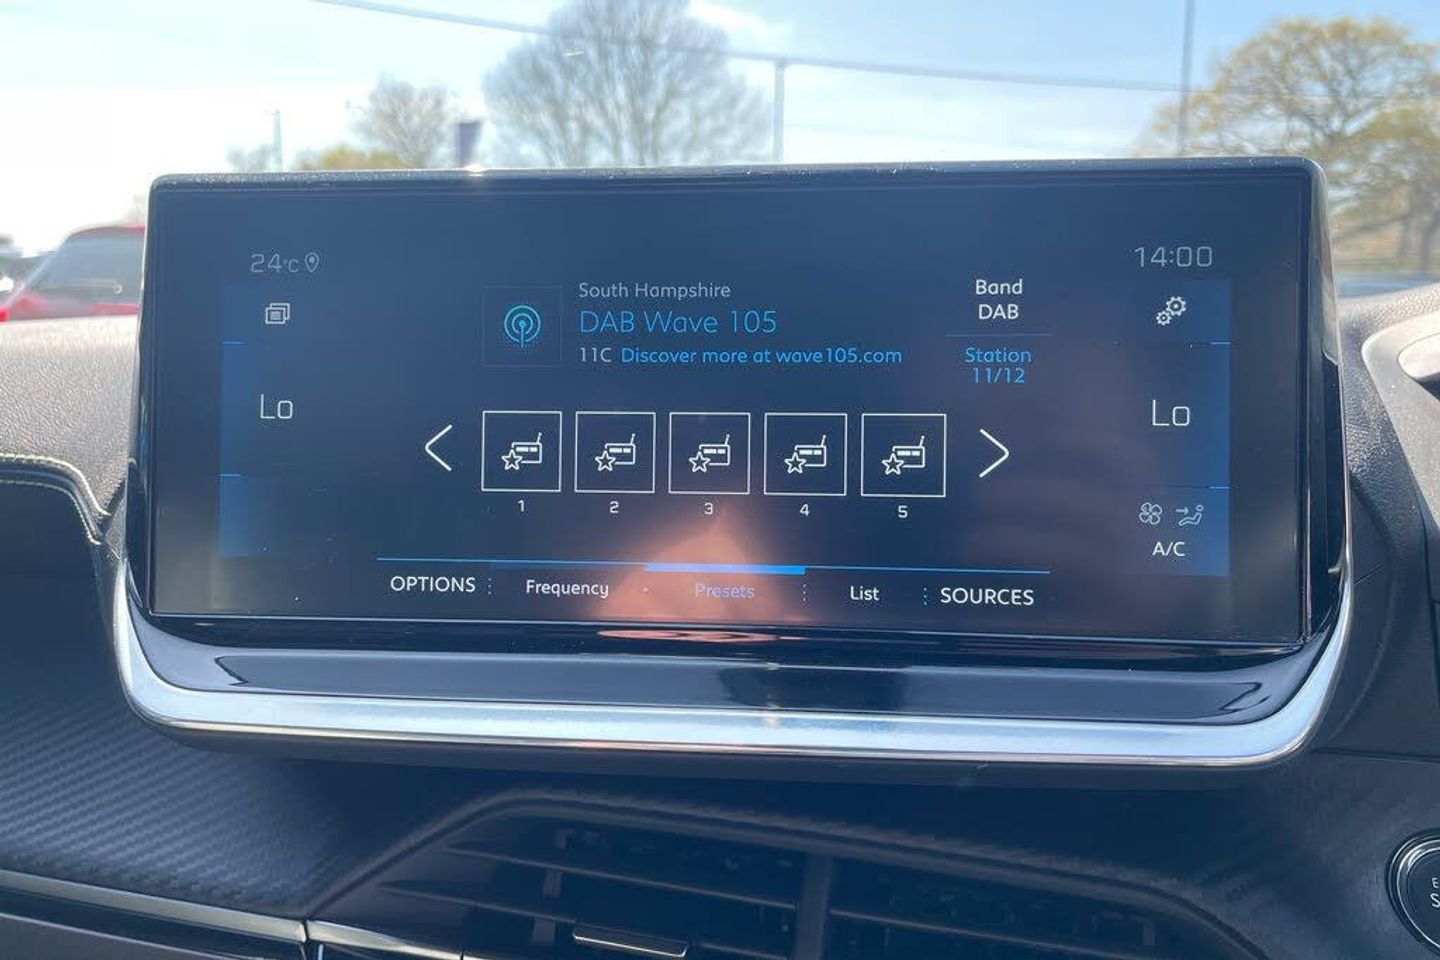 24°C
14:00
South Hampshire
DAB Wave 105
11C Discover more at wave105.com
Band
DAB
Station
11/12
Lo
Lo
1 2 3 4 5
A/C
OPTIONS Frequency Presets List SOURCES